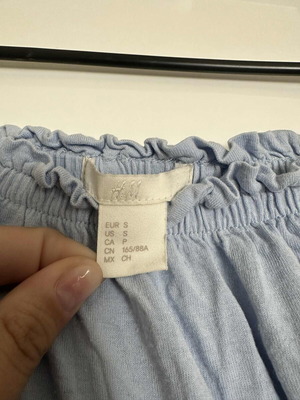 H&M
EUR S
US S
CA P
CN 165/88A
MX CH